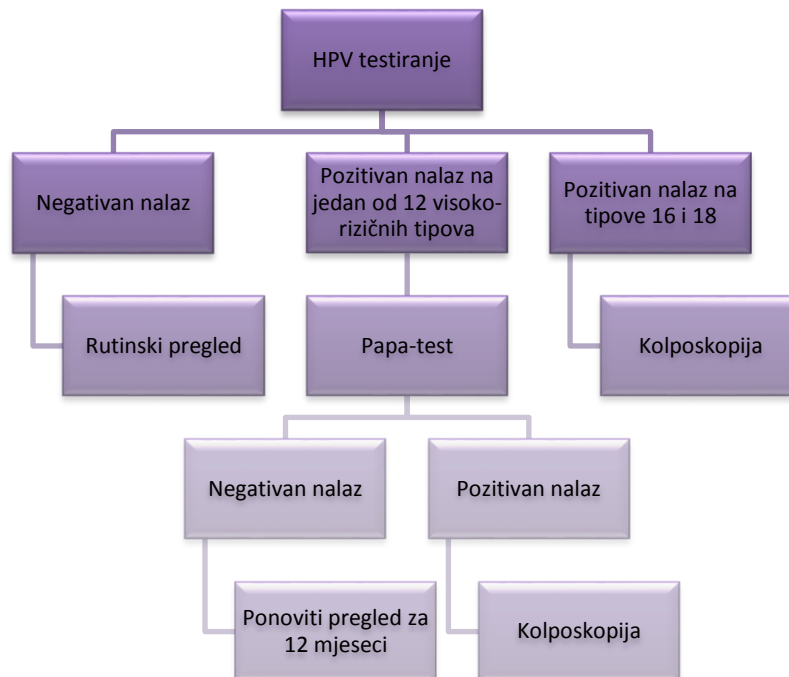 HPV testiranje
Negativan nalaz
Pozitivan nalaz na
jedan od 12 visoko-
rizičnih tipova
Pozitivan nalaz na
tipove 16 i 18
Rutinski pregled
Papa-test
Kolposkopija
Negativan nalaz
Pozitivan nalaz
Ponoviti pregled za
12 mjeseci
Kolposkopija